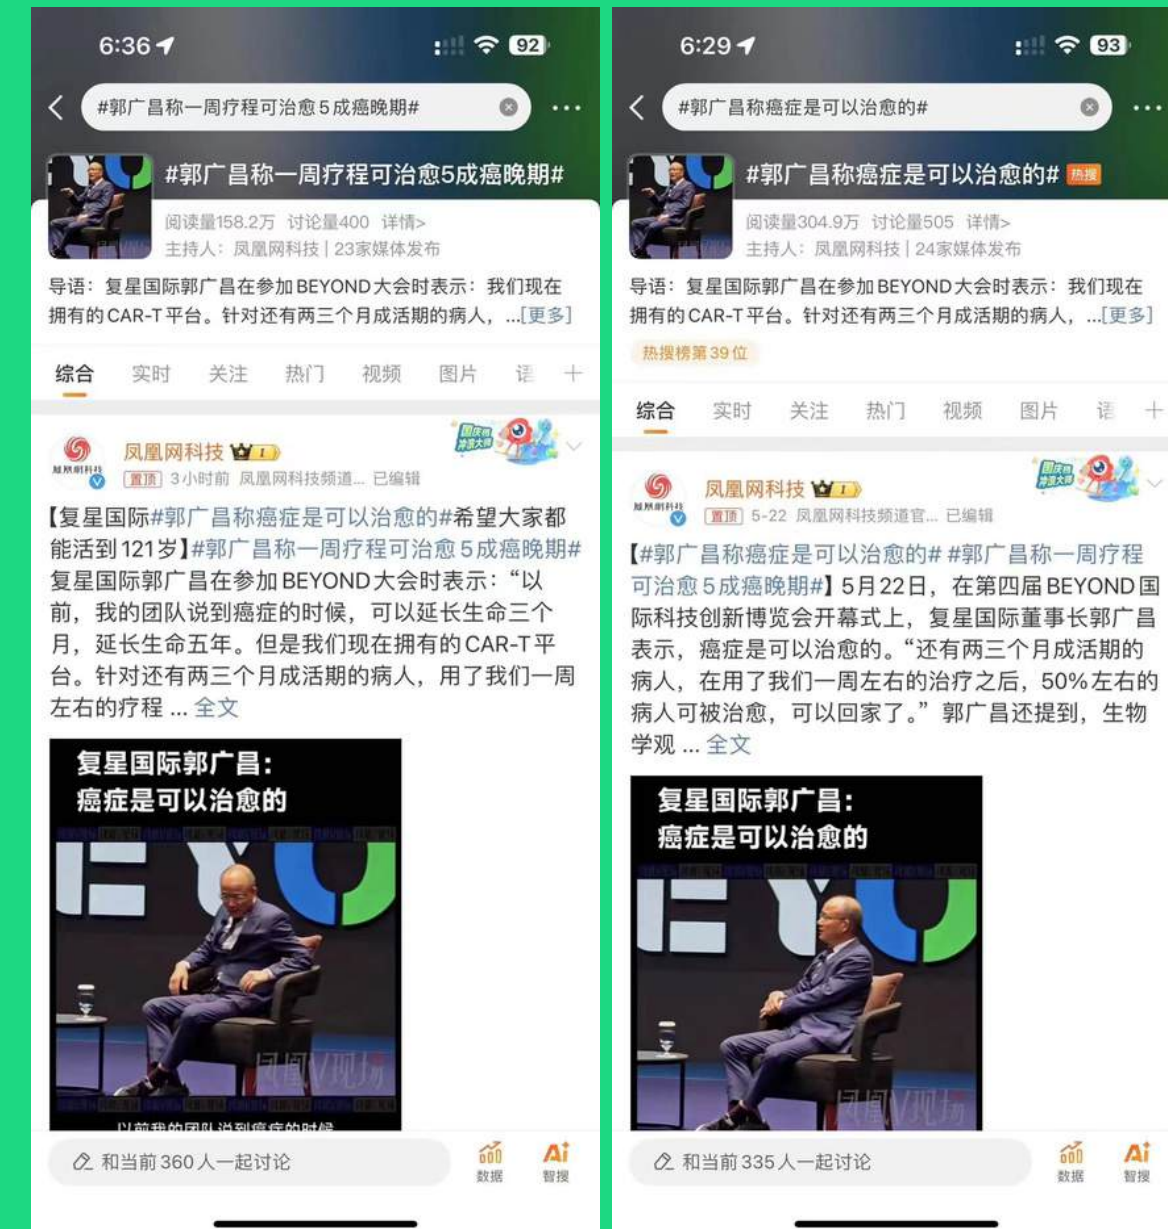 6:36
92
#郭广昌称一周疗程可治愈5成癌晚期#
#郭广昌称一周疗程可治愈5成癌晚期#
阅读量158.2万 讨论量400 详情>
主持人：凤凰网科技 | 23家媒体发布
导语：复星国际郭广昌在参加BEYOND大会时表示：我们现在
拥有的CAR-T平台。针对还有两三个月成活期的病人，...[更多]
综合 实时 关注 热门 视频 图片 语
凤凰网科技
置顶 3小时前 凤凰网科技频道... 已编辑
【复星国际#郭广昌称癌症是可以治愈的#希望大家都
能活到121岁】#郭广昌称一周疗程可治愈5成癌晚期#
复星国际郭广昌在参加BEYOND大会时表示：“以
前，我的团队说到癌症的时候，可以延长生命三个
月，延长生命五年。但是我们现在拥有的CAR-T平
台。针对还有两三个月成活期的病人，用了我们一周
左右的疗程 ... 全文
复星国际郭广昌：
癌症是可以治愈的
EYO
凤凰V现场
以前我的团队说到癌症的时候
和当前360人一起讨论
数据
智搜
6:29
93
#郭广昌称癌症是可以治愈的#
#郭广昌称癌症是可以治愈的# 热搜
阅读量304.9万 讨论量505 详情>
主持人：凤凰网科技 | 24家媒体发布
导语：复星国际郭广昌在参加BEYOND大会时表示：我们现在
拥有的CAR-T平台。针对还有两三个月成活期的病人，...[更多]
热搜榜第39位
综合 实时 关注 热门 视频 图片 语
凤凰网科技
置顶 5-22 凤凰网科技频道官... 已编辑
【#郭广昌称癌症是可以治愈的# #郭广昌称一周疗程
可治愈5成癌晚期#】5月22日，在第四届BEYOND国
际科技创新博览会开幕式上，复星国际董事长郭广昌
表示，癌症是可以治愈的。“还有两三个月成活期的
病人，在用了我们一周左右的治疗之后，50%左右的
病人可被治愈，可以回家了。”郭广昌还提到，生物
学观 ... 全文
复星国际郭广昌：
癌症是可以治愈的
EYO
凤凰V现场
和当前335人一起讨论
数据
智搜